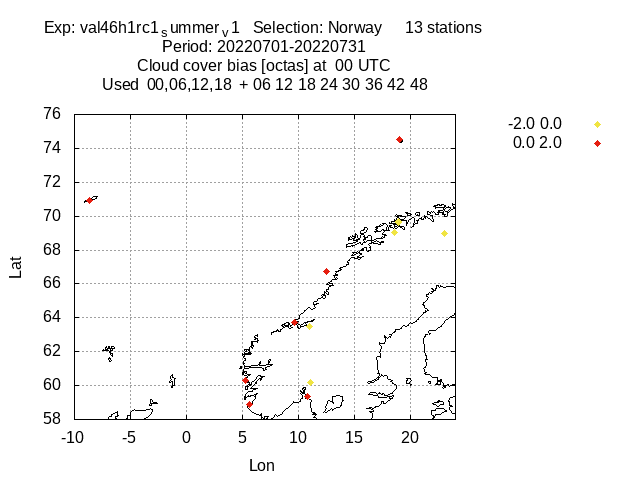 Exp: val46h1rc1summerv1 Selection: Norway 13 stations
Period: 20220701-20220731
Cloud cover bias [octas] at 00 UTC
Used 00,06,12,18 + 06 12 18 24 30 36 42 48
-2.0 0.0
0.0 2.0
76
74
72
70
68
66
64
62
60
58
Lat
-10 -5 0 5 10 15 20
Lon